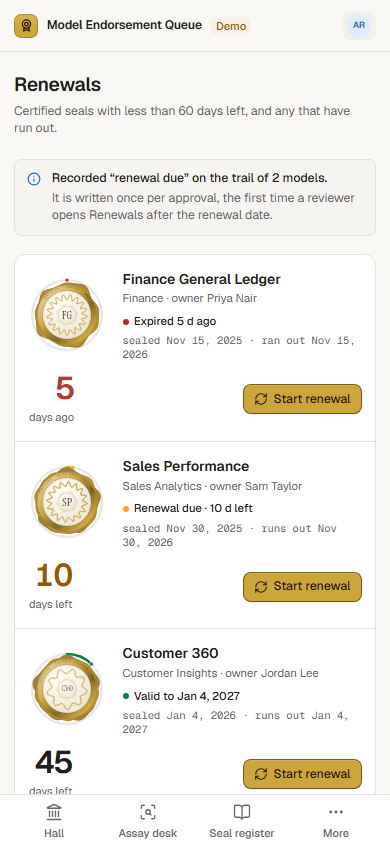 Model Endorsement Queue Demo AR
Renewals
Certified seals with less than 60 days left, and any that have
run out.
Recorded “renewal due” on the trail of 2 models.
It is written once per approval, the first time a reviewer
opens Renewals after the renewal date.
FG
Finance General Ledger
Finance · owner Priya Nair
Expired 5 d ago
sealed Nov 15, 2025 · ran out Nov 15,
2026
5
days ago
Start renewal
SP
Sales Performance
Sales Analytics · owner Sam Taylor
Renewal due · 10 d left
sealed Nov 30, 2025 · runs out Nov
30, 2026
10
days left
Start renewal
C360
Customer 360
Customer Insights · owner Jordan Lee
Valid to Jan 4, 2027
sealed Jan 4, 2026 · runs out Jan 4,
2027
45
days left
Start renewal
Hall Assay desk Seal register More